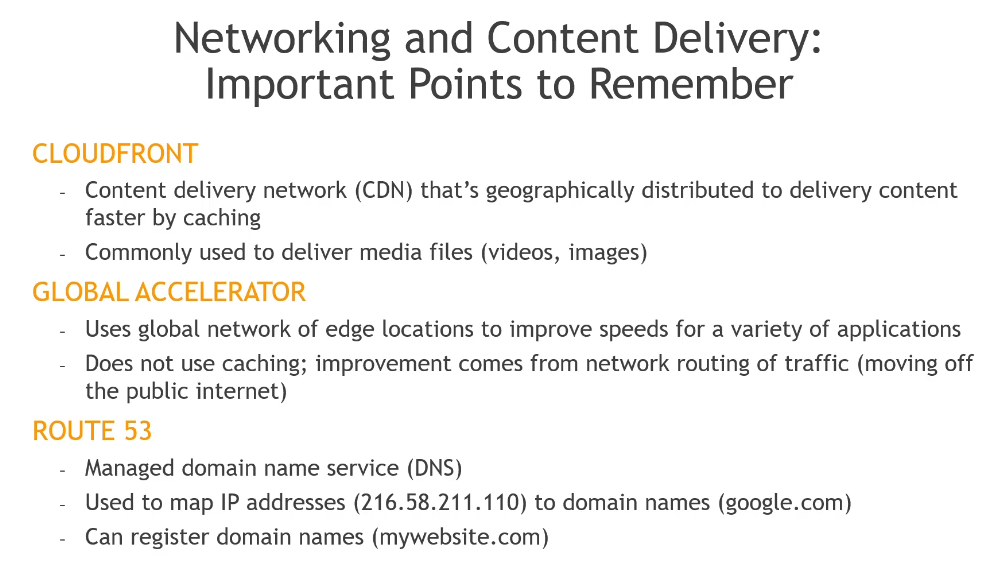 Networking and Content Delivery:
Important Points to Remember
CLOUDFRONT
- Content delivery network (CDN) that's geographically distributed to delivery content
faster by caching
- Commonly used to deliver media files (videos, images)
GLOBAL ACCELERATOR
- Uses global network of edge locations to improve speeds for a variety of applications
- Does not use caching; improvement comes from network routing of traffic (moving off
the public internet)
ROUTE 53
- Managed domain name service (DNS)
- Used to map IP addresses (216.58.211.110) to domain names (google.com)
- Can register domain names (mywebsite.com)